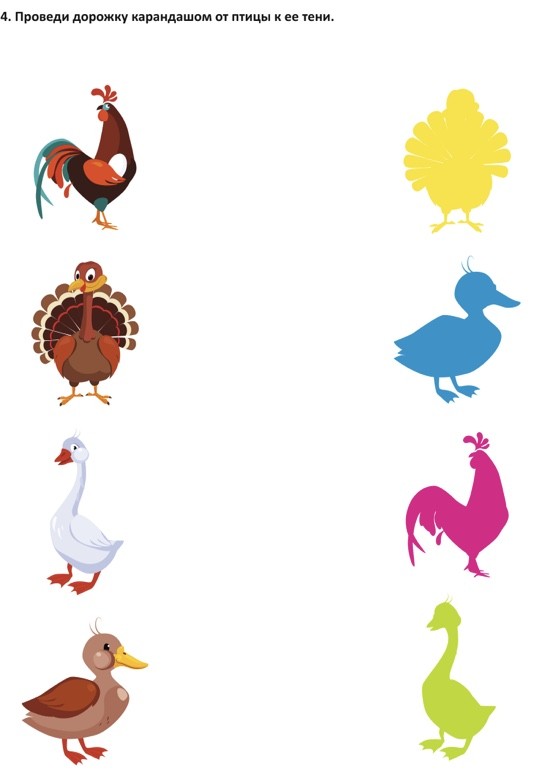 4. Проведи дорожку карандашом от птицы к ее тени.